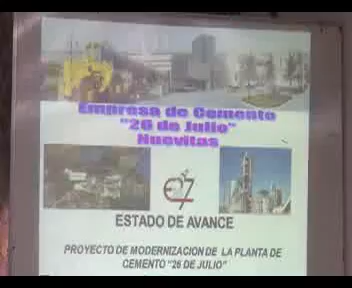 Empresa de Cemento
"26 de Julio"
Nuevitas
ESTADO DE AVANCE
PROYECTO DE MODERNIZACION DE LA PLANTA DE
CEMENTO "26 DE JULIO"